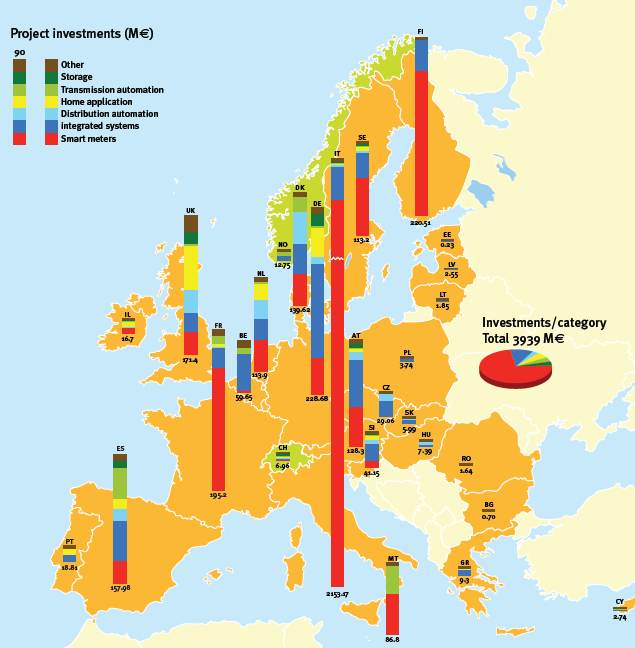 Project investments (M€)
90
Other
Storage
Transmission automation
Home application
Distribution automation
Integrated systems
Smart meters
FI
220.51
SE
113.2
IT
2153.17
DK
139.62
DE
228.68
NO
12.75
UK
171.4
EE
0.23
LV
2.55
LT
1.85
NL
113.9
IL
16.7
FR
195.2
BE
59.65
Investments/category
Total 3939 M€
AT
128.3
PL
3.74
CZ
29.06
SK
5.99
SI
41.15
HU
7.39
CH
6.96
ES
157.98
RO
1.64
BG
0.70
PT
18.81
MT
86.8
GR
9.3
CY
2.74